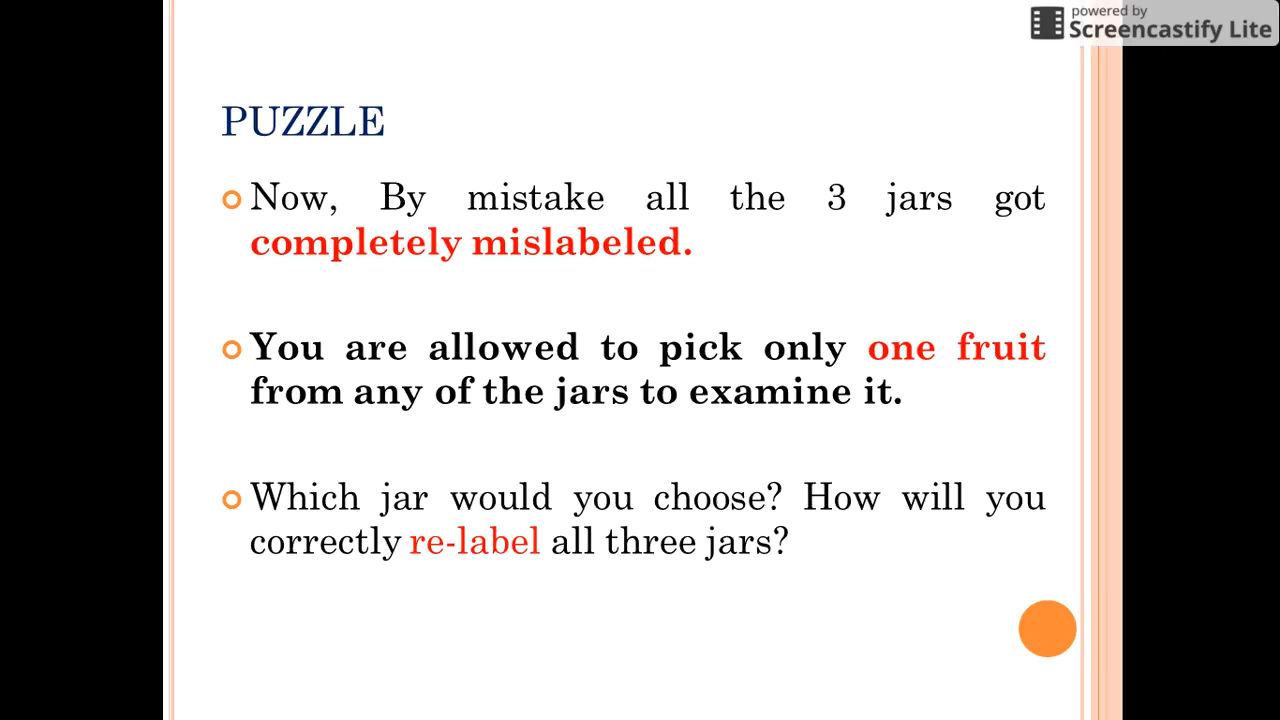 powered by
Screencastify Lite
PUZZLE
Now, By mistake all the 3 jars got
completely mislabeled.
You are allowed to pick only one fruit
from any of the jars to examine it.
Which jar would you choose? How will you
correctly re-label all three jars?